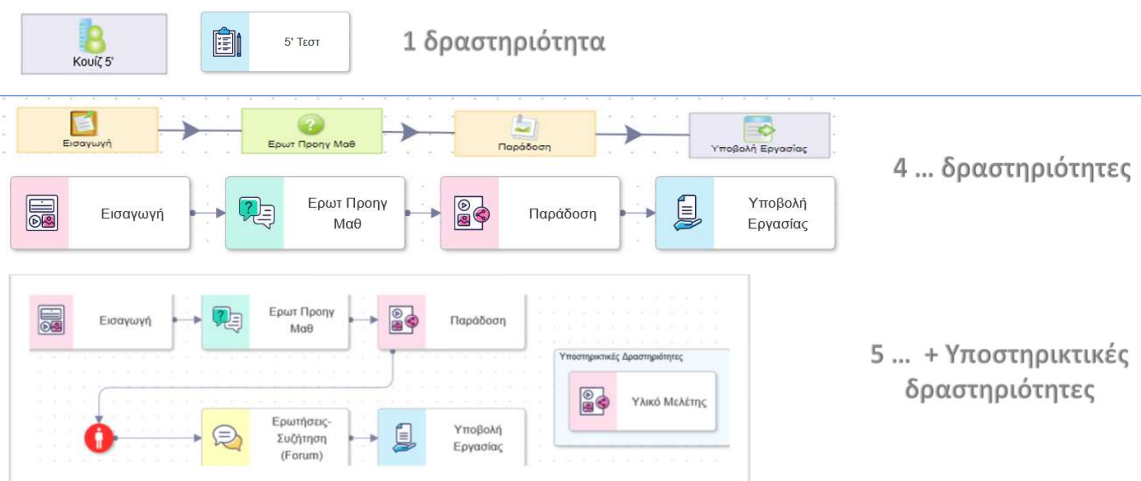 Κουίζ 5'
5' Τεστ
1 δραστηριότητα
Εισαγωγή
Ερωτ Προηγ Μαθ
Παράδοση
Υποβολή Εργασίας
4 ... δραστηριότητες
Εισαγωγή
Ερωτ Προηγ
Μαθ
Παράδοση
Υποβολή
Εργασίας
Εισαγωγή
Ερωτ Προηγ
Μαθ
Παράδοση
Υποστηρικτικές Δραστηριότητες
Υλικό Μελέτης
5 ... + Υποστηρικτικές
δραστηριότητες
Ερωτήσεις-
Συζήτηση
(Forum)
Υποβολή
Εργασίας